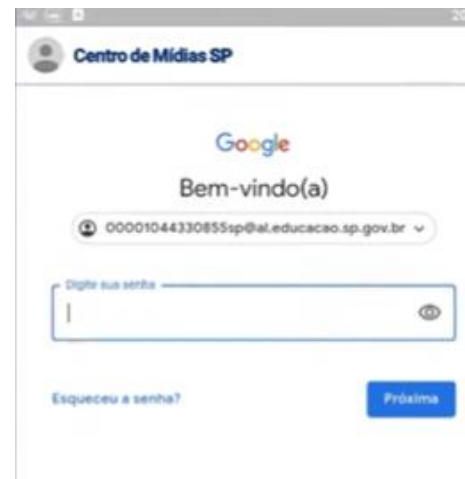 20
Centro de Mídias SP
Google
Bem-vindo(a)
00001044330855sp@al.educacao.sp.gov.br
Digite sua senha
Esqueceu a senha?
Próxima